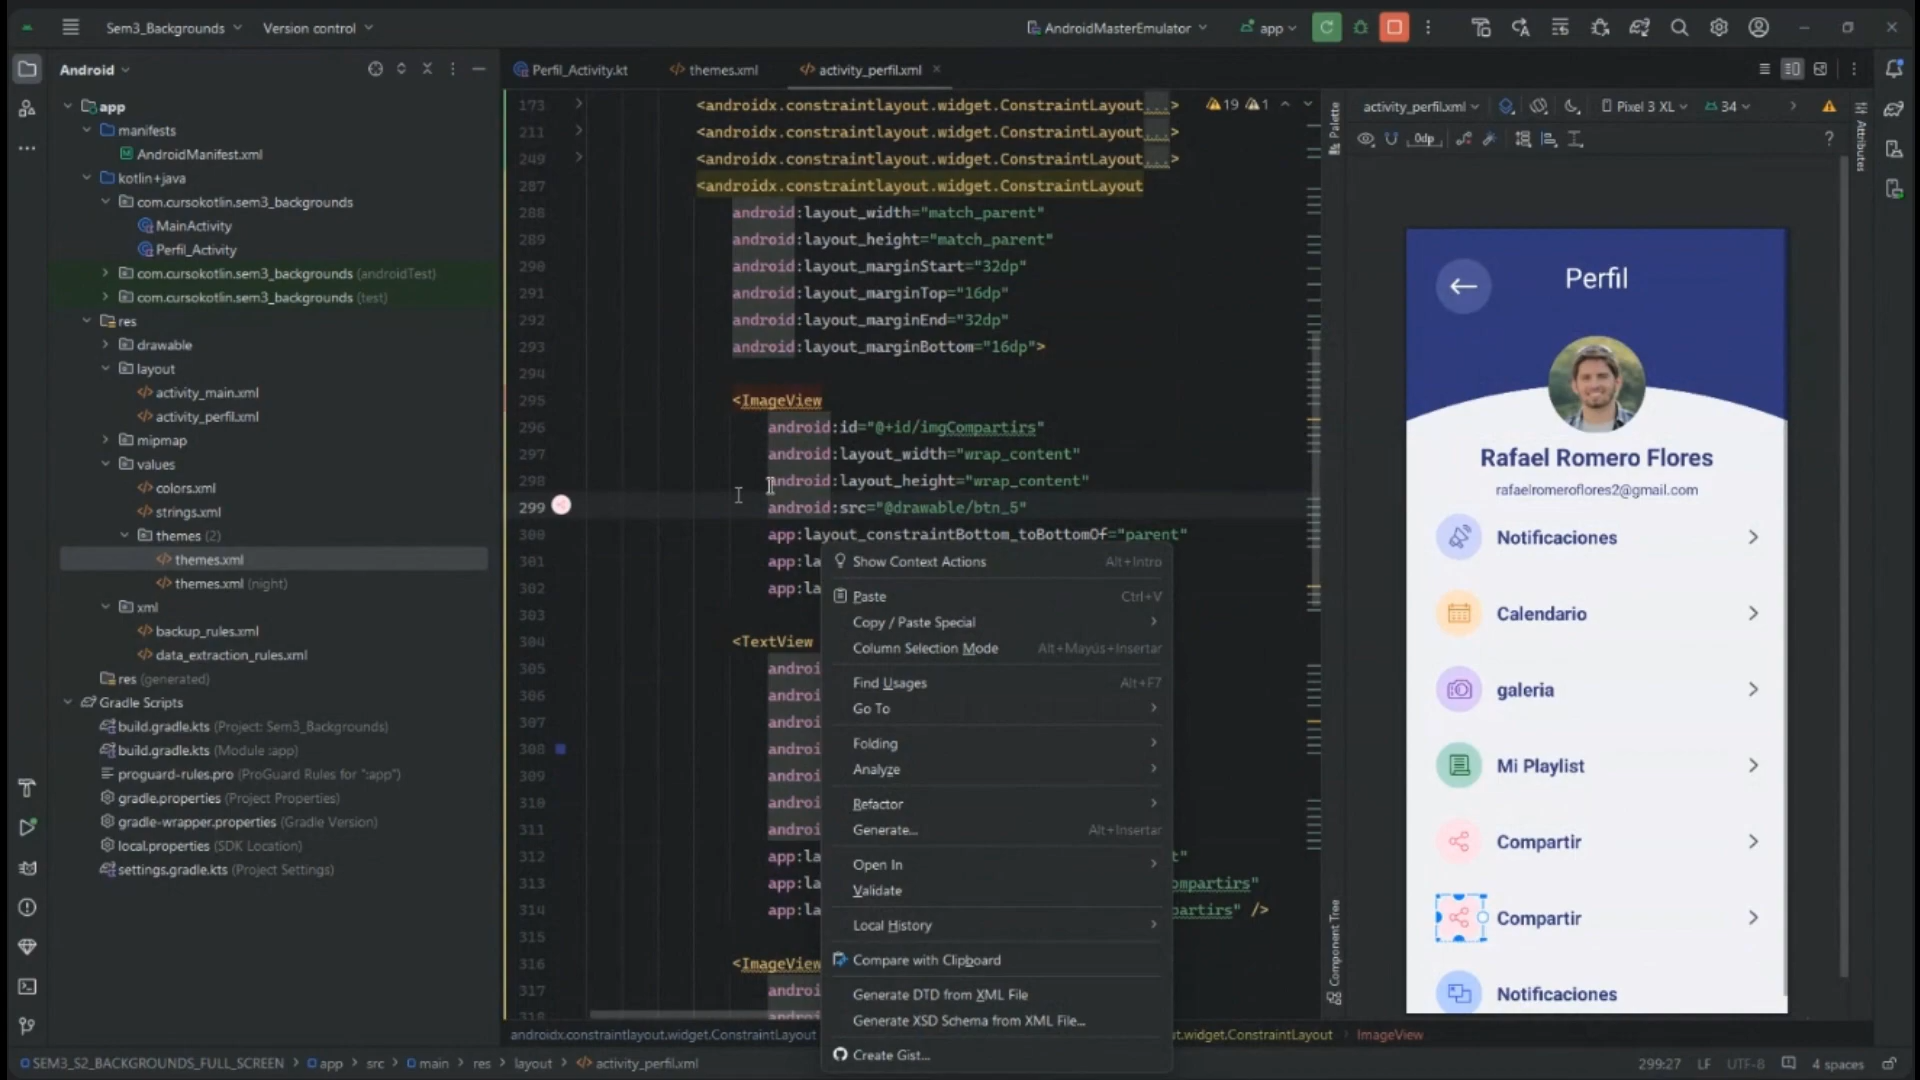 Sem3_Backgrounds
Version control
AndroidMasterEmulator
app
Android
Perfil_Activity.kt
themes.xml
activity_perfil.xml
app
manifests
AndroidManifest.xml
kotlin+java
com.cursokotlin.sem3_backgrounds
MainActivity
Perfil_Activity
com.cursokotlin.sem3_backgrounds (androidTest)
com.cursokotlin.sem3_backgrounds (test)
res
drawable
layout
activity_main.xml
activity_perfil.xml
mipmap
values
colors.xml
strings.xml
themes (2)
themes.xml
themes.xml (night)
xml
backup_rules.xml
data_extraction_rules.xml
res (generated)
Gradle Scripts
build.gradle.kts (Project: Sem3_Backgrounds)
build.gradle.kts (Module :app)
proguard-rules.pro (ProGuard Rules for ":app")
gradle.properties (Project Properties)
gradle-wrapper.properties (Gradle Version)
local.properties (SDK Location)
settings.gradle.kts (Project Settings)
19 1
173 <androidx.constraintlayout.widget.ConstraintLayout...>
211 <androidx.constraintlayout.widget.ConstraintLayout...>
249 <androidx.constraintlayout.widget.ConstraintLayout...>
287 <androidx.constraintlayout.widget.ConstraintLayout
288 android:layout_width="match_parent"
289 android:layout_height="match_parent"
290 android:layout_marginStart="32dp"
291 android:layout_marginTop="16dp"
292 android:layout_marginEnd="32dp"
293 android:layout_marginBottom="16dp">
294
295 <ImageView
296 android:id="@+id/imgCompartirs"
297 android:layout_width="wrap_content"
298 android:layout_height="wrap_content"
299 android:src="@drawable/btn_5"
300 app:layout_constraintBottom_toBottomOf="parent"
301 app:la
302 app:la
303
304 <TextView
305 androi
306 androi
307 androi
308 androi
309 androi
310 androi
311 androi
312 app:la t"
313 app:la ompartirs"
314 app:la partirs" />
315
316 <ImageView
317 androi
318 androi
Show Context Actions Alt+Intro
Paste Ctrl+V
Copy / Paste Special
Column Selection Mode Alt+Mayús+Insertar
Find Usages Alt+F7
Go To
Folding
Analyze
Refactor
Generate... Alt+Insertar
Open In
Validate
Local History
Compare with Clipboard
Generate DTD from XML File
Generate XSD Schema from XML File...
Create Gist...
Palette
Component Tree
Attributes
activity_perfil.xml
Pixel 3 XL
34
0dp
?
Perfil
Rafael Romero Flores
rafaelromeroflores2@gmail.com
Notificaciones
Calendario
galeria
Mi Playlist
Compartir
Compartir
Notificaciones
androidx.constraintlayout.widget.ConstraintLayout
ut.widget.ConstraintLayout
ImageView
SEM3_S2_BACKGROUNDS_FULL_SCREEN
app
src
main
res
layout
activity_perfil.xml
299:27
LF
UTF-8
4 spaces